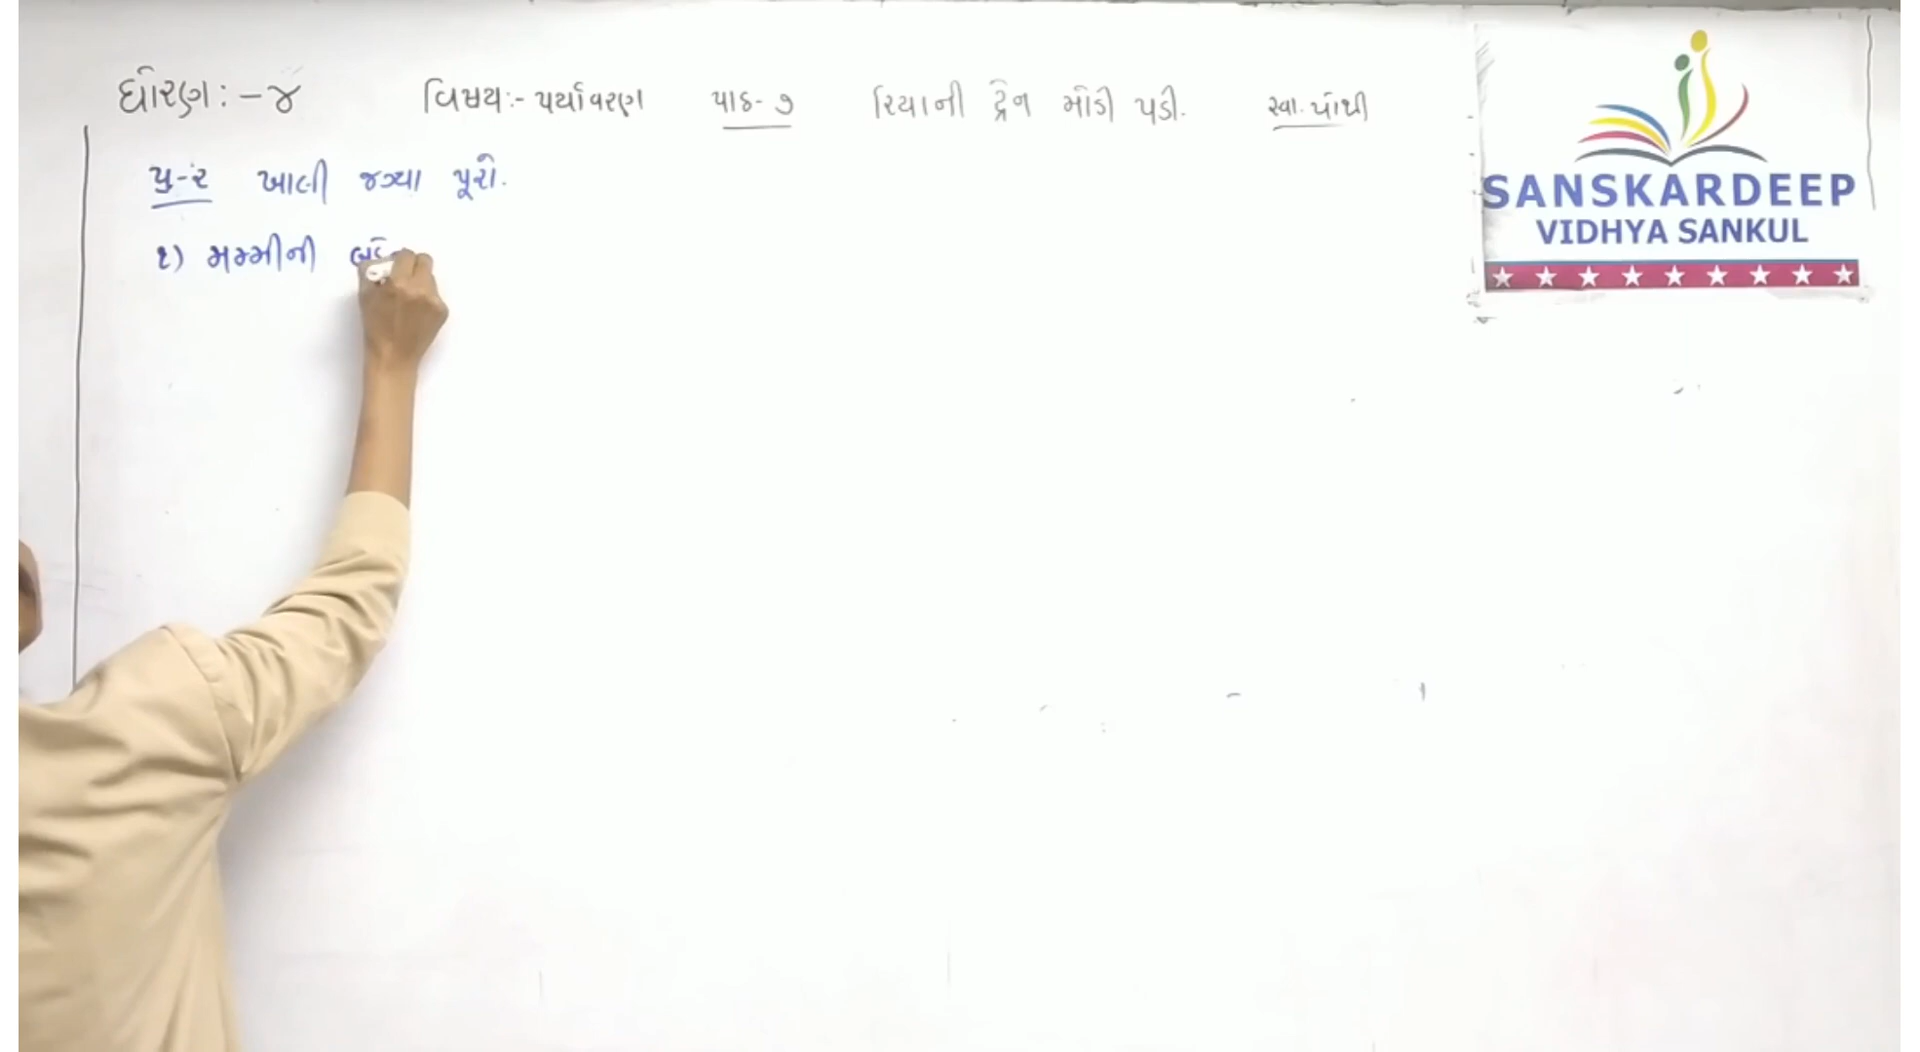 ધોરણ:-૪ વિષય:- પર્યાવરણ પાઠ-૭ રિયાની ટ્રેન મોડી પડી. સ્વા. પોથી
પ્ર-૨ ખાલી જગ્યા પૂરો.
૧) મમ્મીની
SANSKARDEEP
VIDHYA SANKUL